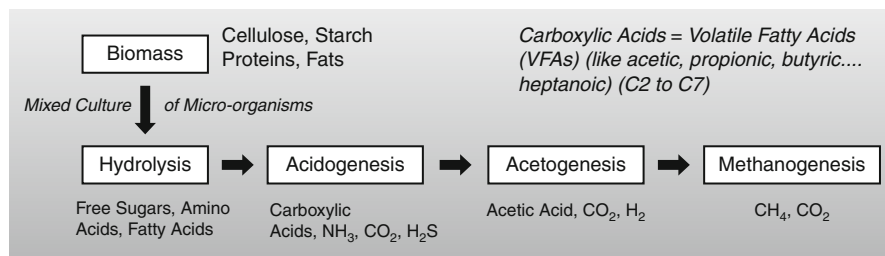 Biomass
Cellulose, Starch
Proteins, Fats
Carboxylic Acids = Volatile Fatty Acids
(VFAs) (like acetic, propionic, butyric....
heptanoic) (C2 to C7)
Mixed Culture of Micro-organisms
Hydrolysis
Acidogenesis
Acetogenesis
Methanogenesis
Free Sugars, Amino
Acids, Fatty Acids
Carboxylic
Acids, NH₃, CO₂, H₂S
Acetic Acid, CO₂, H₂
CH₄, CO₂